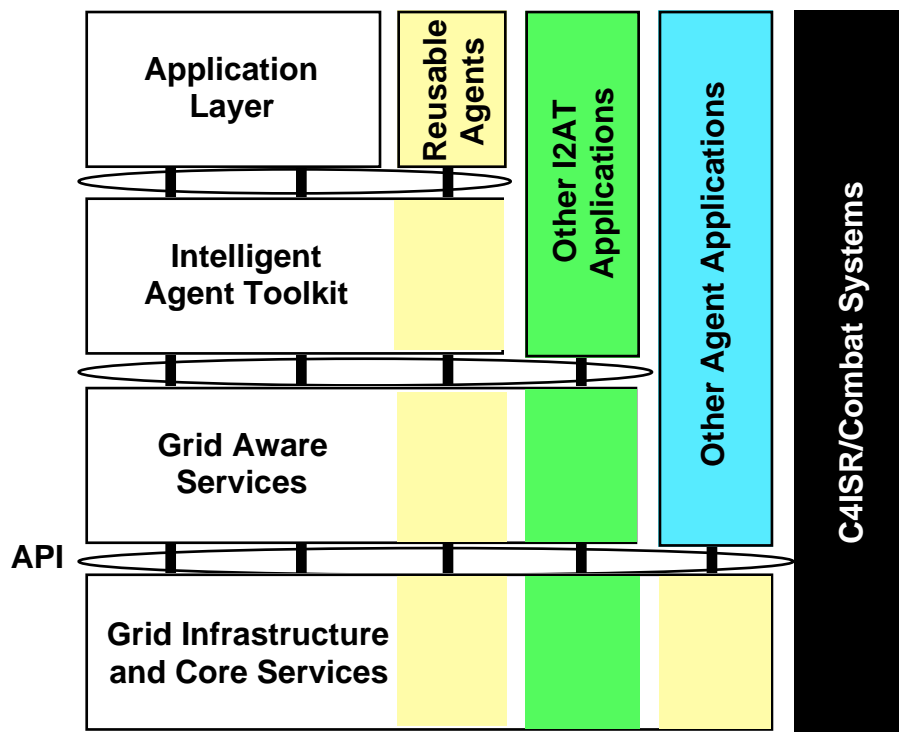 Application
Layer
Reusable
Agents
Other I2AT
Applications
Other Agent Applications
C4ISR/Combat Systems
Intelligent
Agent Toolkit
Grid Aware
Services
API
Grid Infrastructure
and Core Services